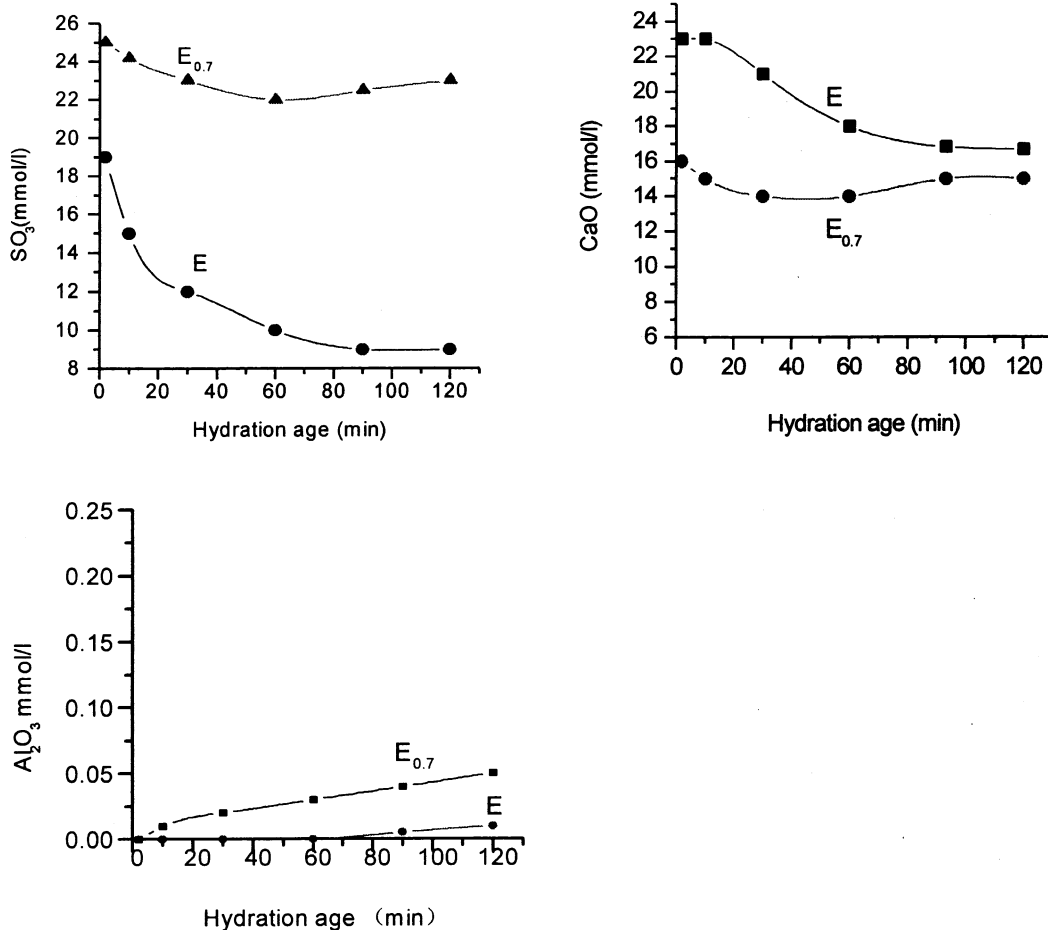 26
24
22
20
18
16
14
12
10
8
SO3(mmol/l)
E0.7
E
0 20 40 60 80 100 120
Hydration age (min)
24
22
20
18
16
14
12
10
8
6
CaO (mmol/l)
E
E0.7
0 20 40 60 80 100 120
Hydration age (min)
0.25
0.20
0.15
0.10
0.05
0.00
Al2O3 mmol/l
E0.7
E
0 20 40 60 80 100 120
Hydration age （min）